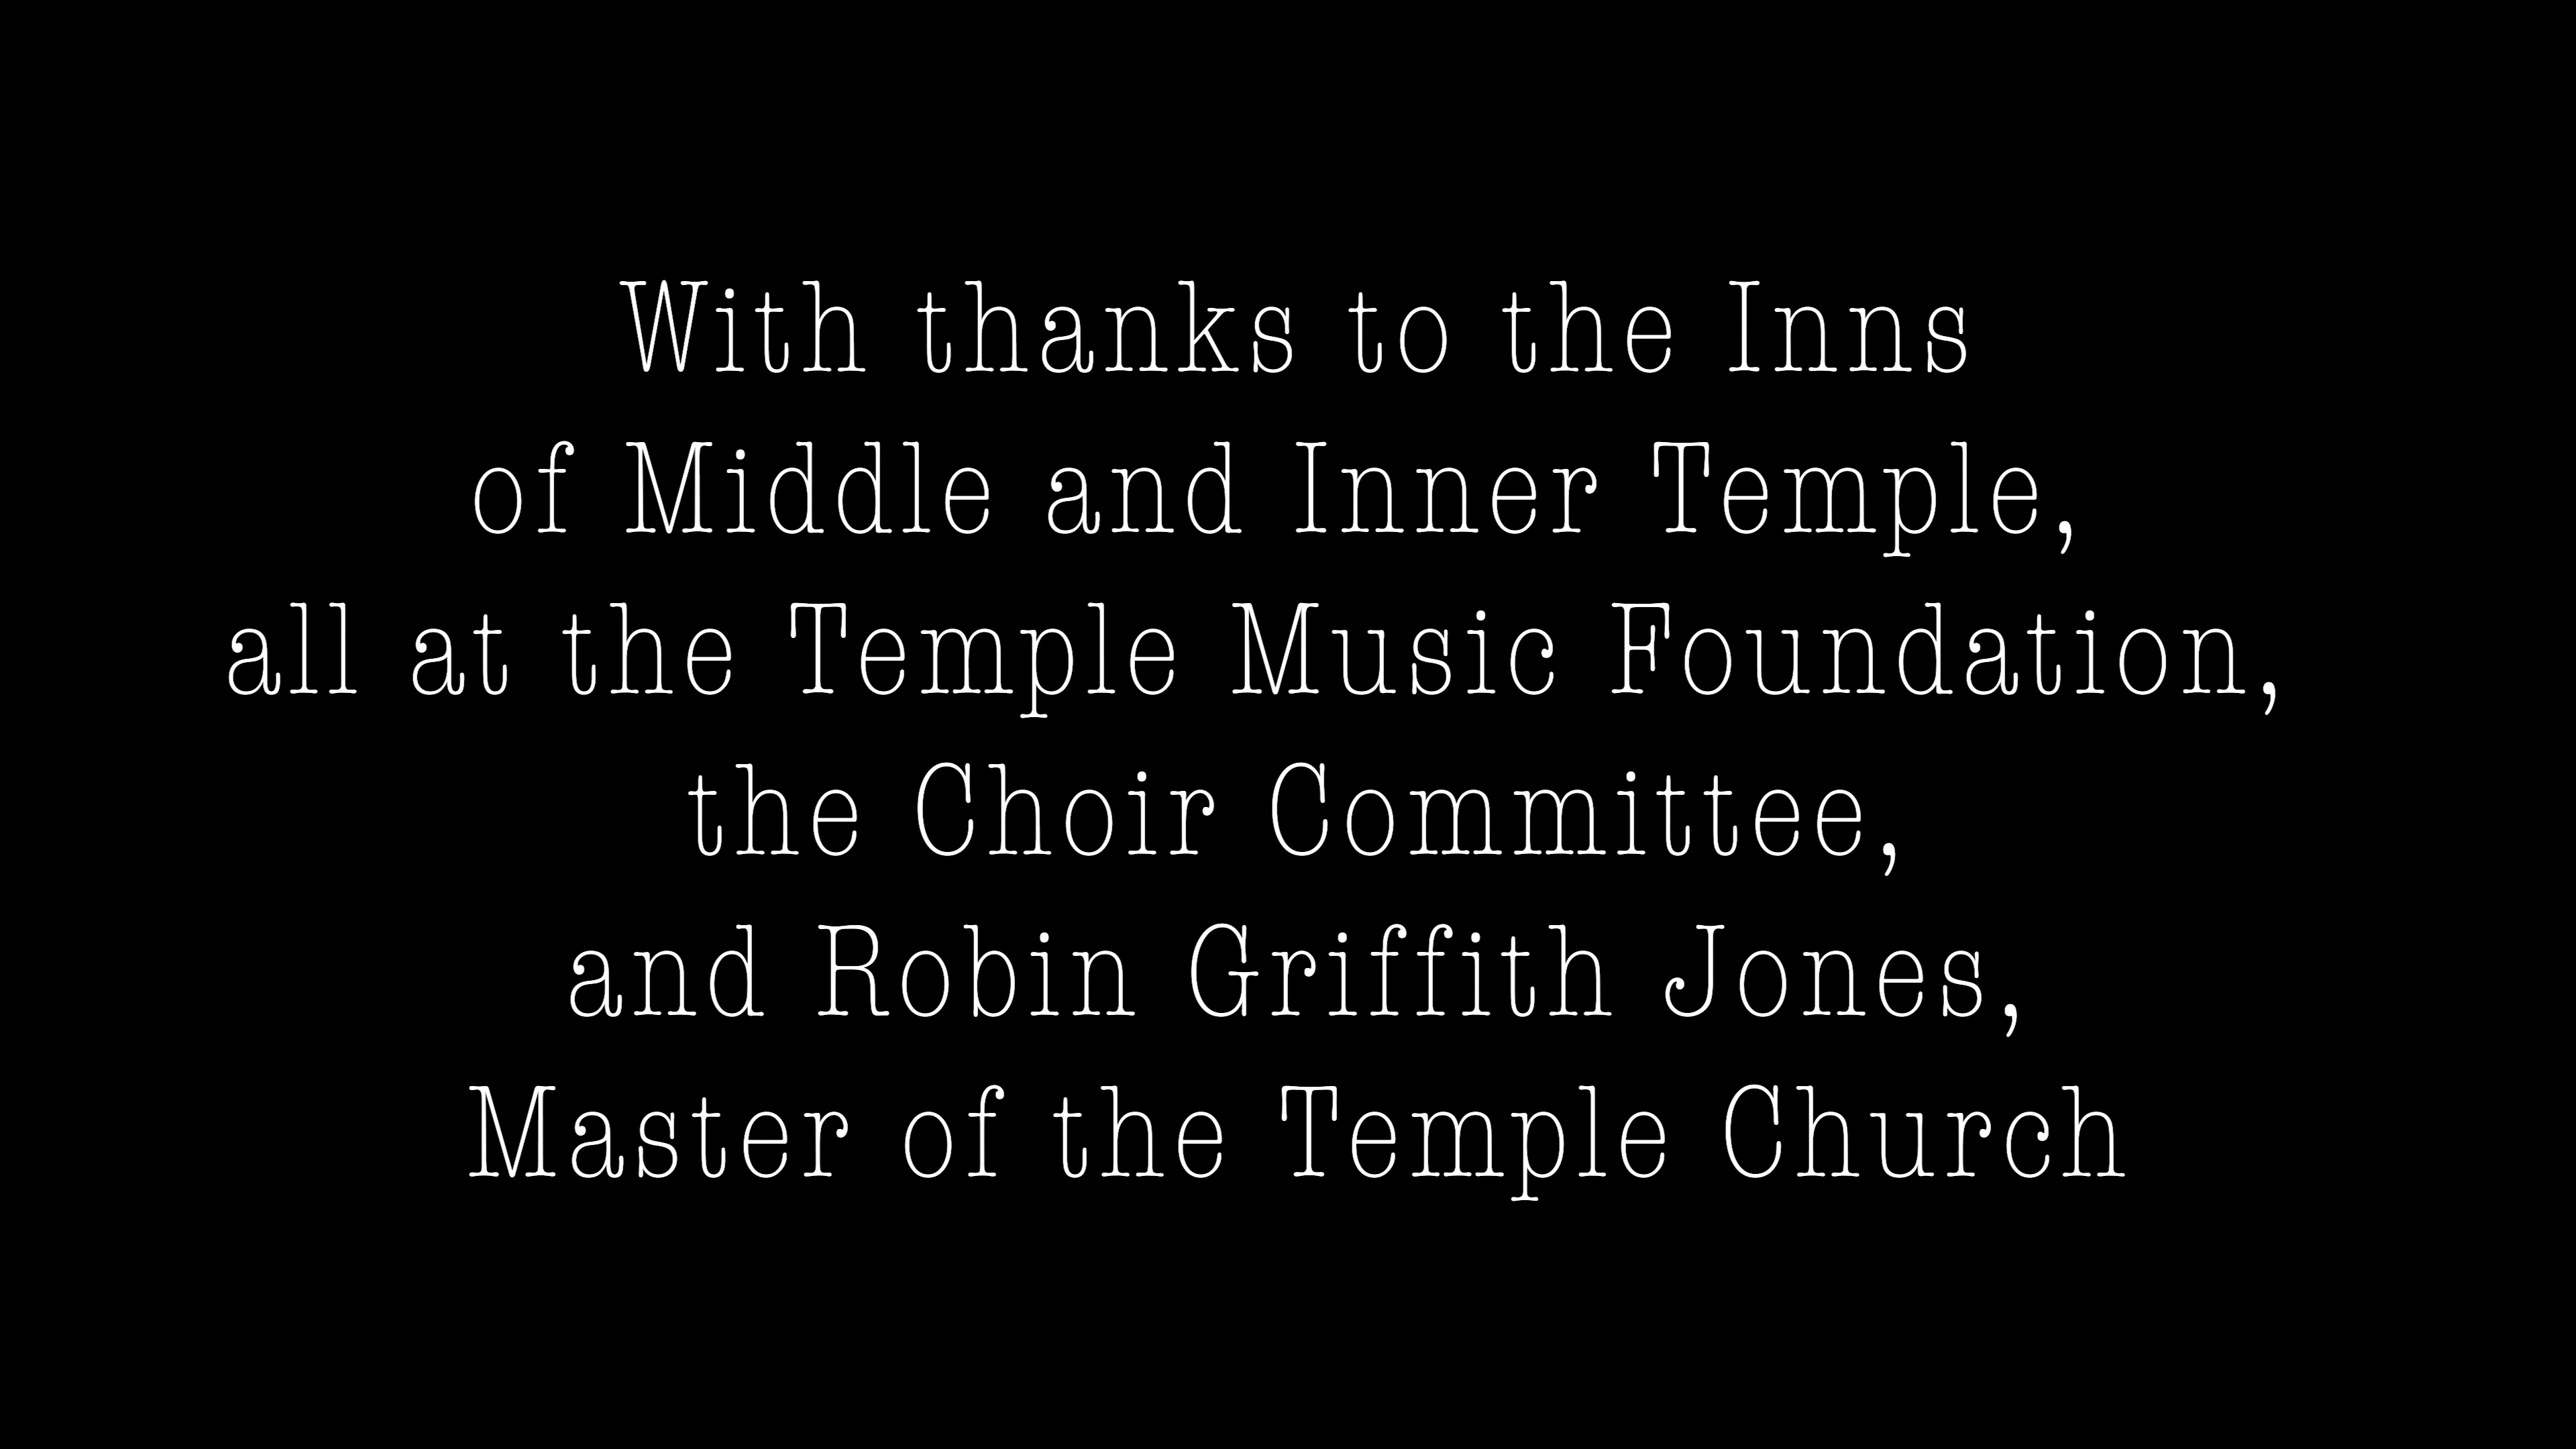 With thanks to the Inns
of Middle and Inner Temple,
all at the Temple Music Foundation,
the Choir Committee,
and Robin Griffith Jones,
Master of the Temple Church